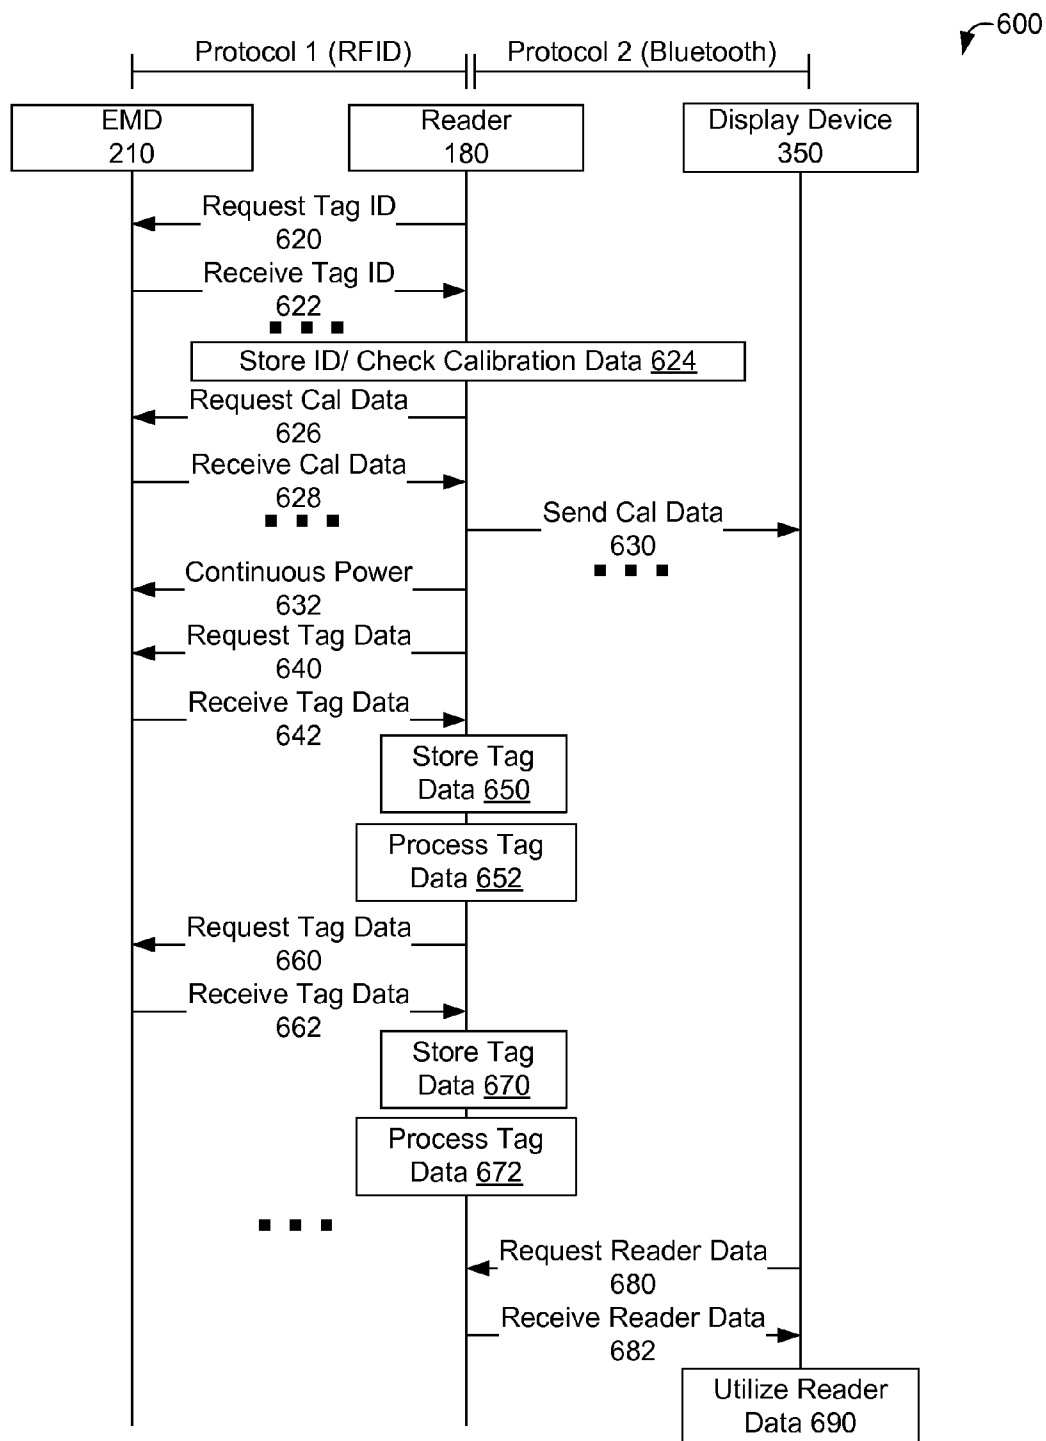 600
Protocol 1 (RFID)
Protocol 2 (Bluetooth)
EMD
210
Reader
180
Display Device
350
Request Tag ID
620
Receive Tag ID
622
Store ID/ Check Calibration Data 624
Request Cal Data
626
Receive Cal Data
628
Send Cal Data
630
Continuous Power
632
Request Tag Data
640
Receive Tag Data
642
Store Tag
Data 650
Process Tag
Data 652
Request Tag Data
660
Receive Tag Data
662
Store Tag
Data 670
Process Tag
Data 672
Request Reader Data
680
Receive Reader Data
682
Utilize Reader
Data 690